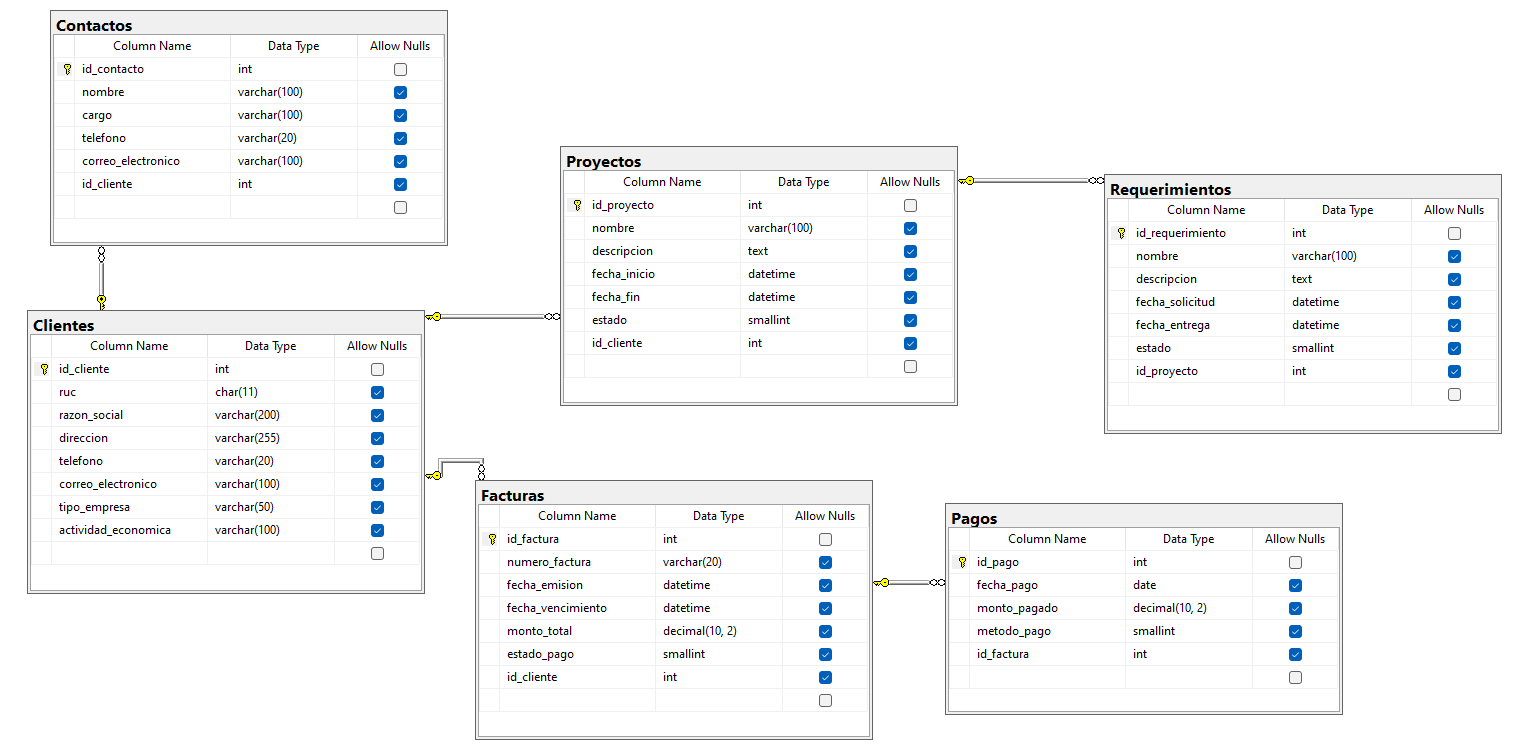 Contactos
Column Name Data Type Allow Nulls
id_contacto int
nombre varchar(100)
cargo varchar(100)
telefono varchar(20)
correo_electronico varchar(100)
id_cliente int
Clientes
Column Name Data Type Allow Nulls
id_cliente int
ruc char(11)
razon_social varchar(200)
direccion varchar(255)
telefono varchar(20)
correo_electronico varchar(100)
tipo_empresa varchar(50)
actividad_economica varchar(100)
Proyectos
Column Name Data Type Allow Nulls
id_proyecto int
nombre varchar(100)
descripcion text
fecha_inicio datetime
fecha_fin datetime
estado smallint
id_cliente int
Requerimientos
Column Name Data Type Allow Nulls
id_requerimiento int
nombre varchar(100)
descripcion text
fecha_solicitud datetime
fecha_entrega datetime
estado smallint
id_proyecto int
Facturas
Column Name Data Type Allow Nulls
id_factura int
numero_factura varchar(20)
fecha_emision datetime
fecha_vencimiento datetime
monto_total decimal(10, 2)
estado_pago smallint
id_cliente int
Pagos
Column Name Data Type Allow Nulls
id_pago int
fecha_pago date
monto_pagado decimal(10, 2)
metodo_pago smallint
id_factura int